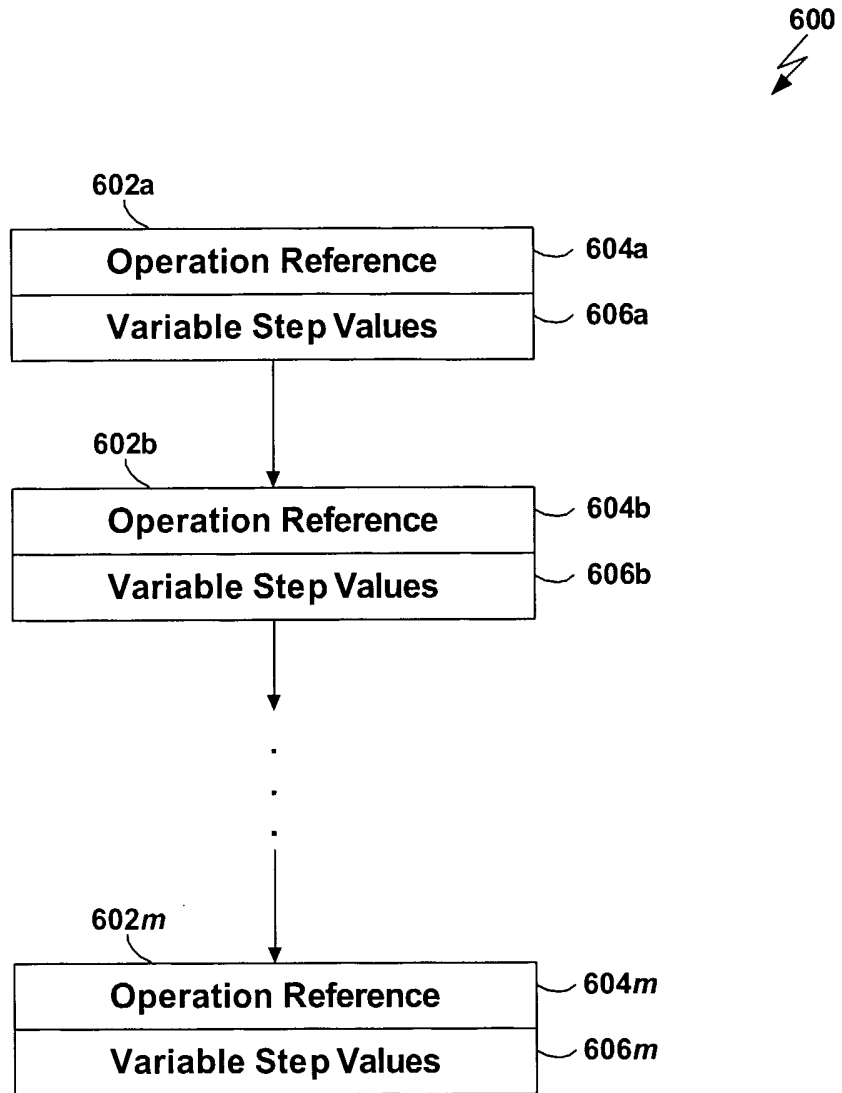 600
602a
Operation Reference
604a
Variable Step Values
606a
602b
Operation Reference
604b
Variable Step Values
606b
.
.
.
602m
Operation Reference
604m
Variable Step Values
606m